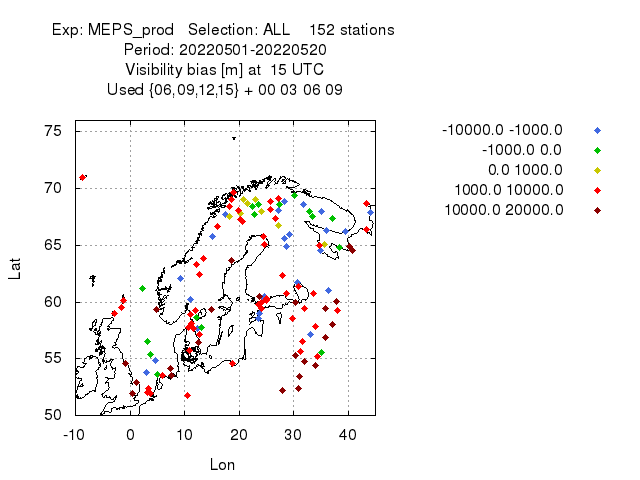 Exp: MEPS_prod   Selection: ALL    152 stations
Period: 20220501-20220520
Visibility bias [m] at  15 UTC
Used {06,09,12,15} + 00 03 06 09
-10000.0 -1000.0
-1000.0 0.0
0.0 1000.0
1000.0 10000.0
10000.0 20000.0
75
70
65
60
55
50
Lat
-10 0 10 20 30 40
Lon